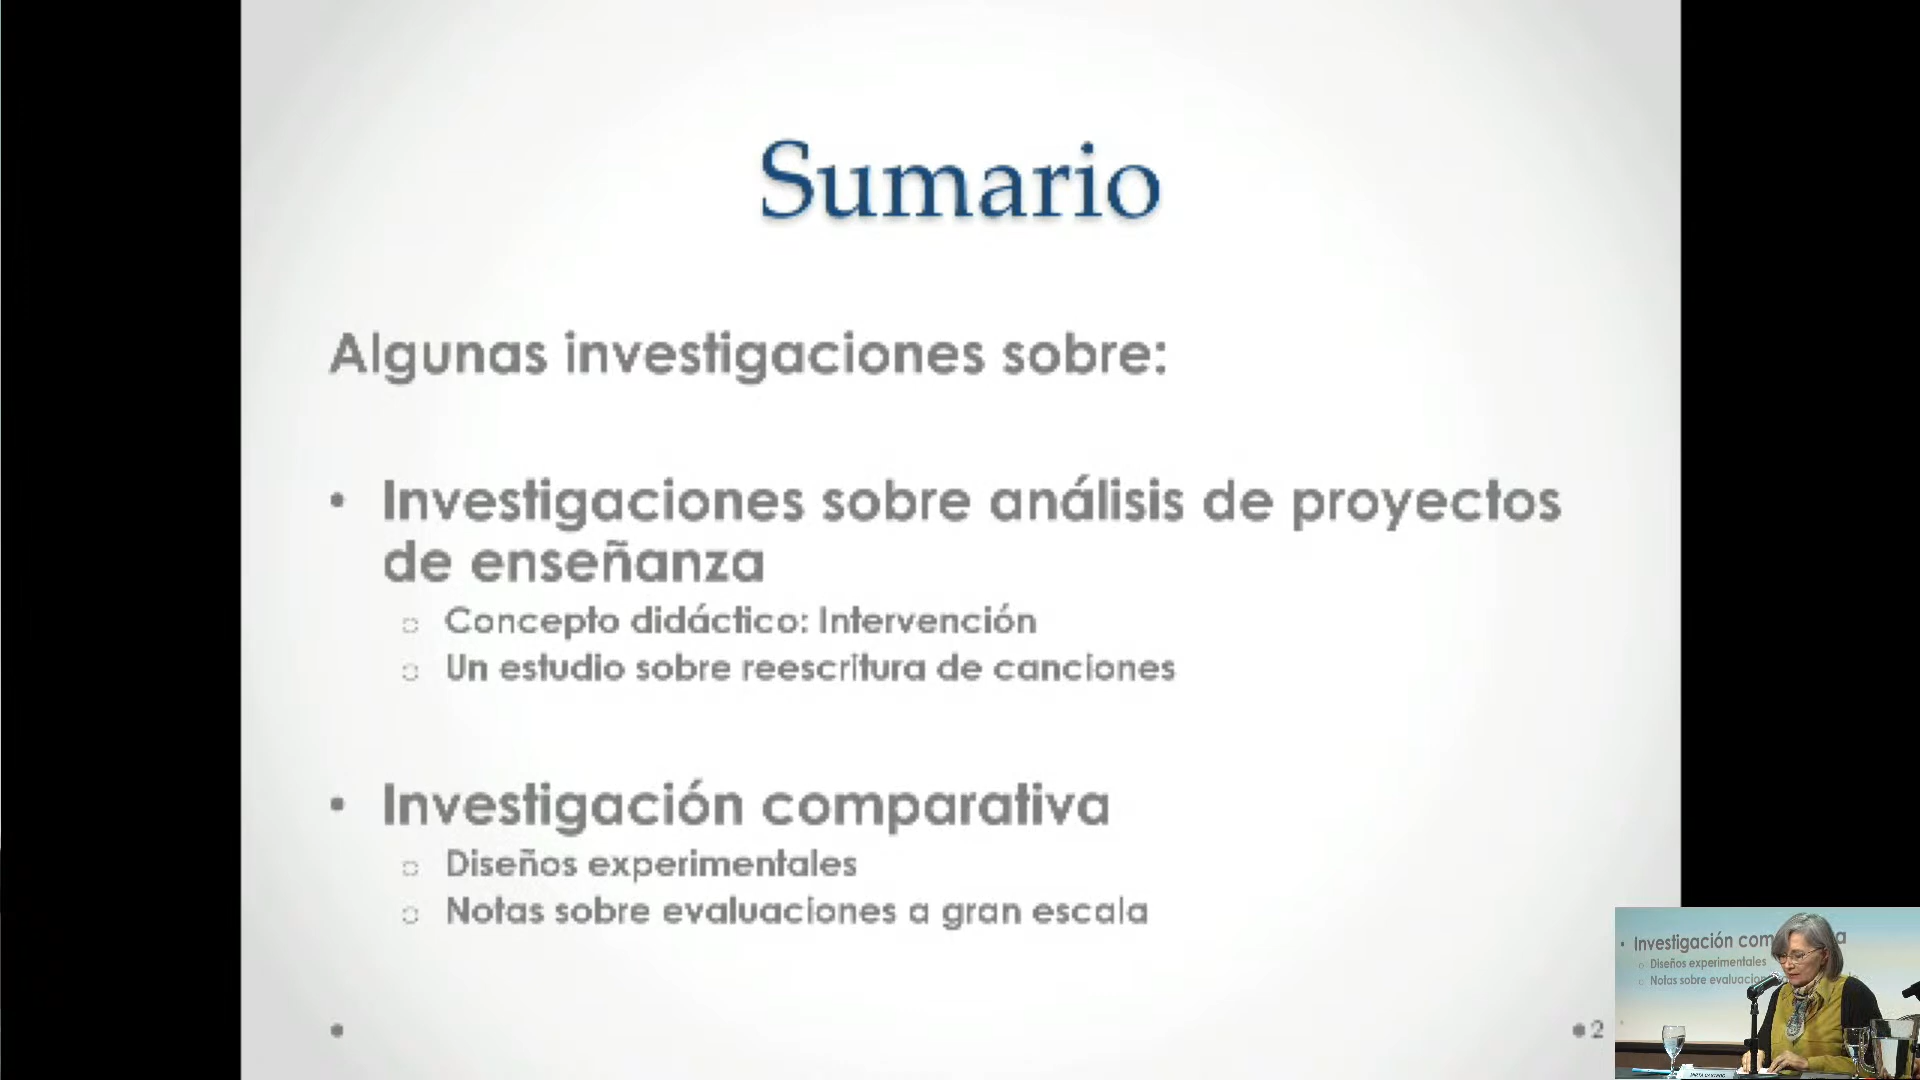 Sumario
Algunas investigaciones sobre:
• Investigaciones sobre análisis de proyectos
de enseñanza
○ Concepto didáctico: Intervención
○ Un estudio sobre reescritura de canciones
• Investigación comparativa
○ Diseños experimentales
○ Notas sobre evaluaciones a gran escala
•
•2
• Investigación com a
○ Diseños experimentales
○ Notas sobre evaluacion